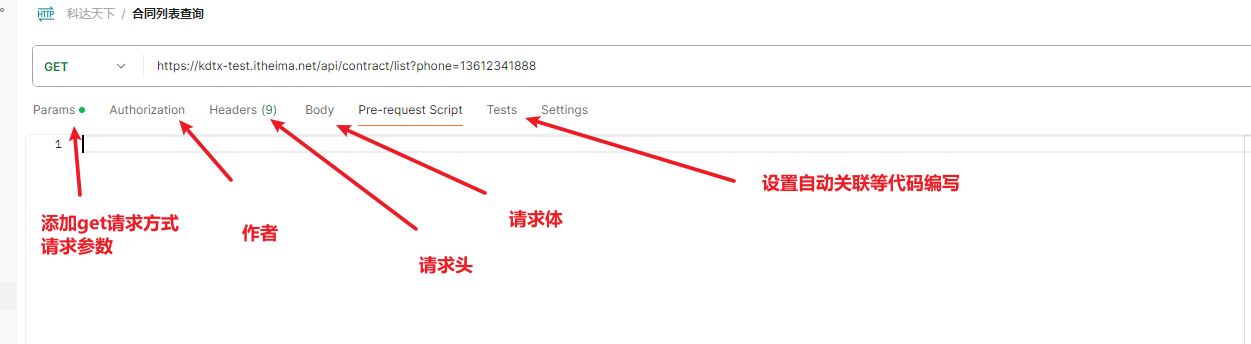 HTTP 科达天下 / 合同列表查询
GET https://kdtx-test.itheima.net/api/contract/list?phone=13612341888
Params Authorization Headers (9) Body Pre-request Script Tests Settings
1
添加get请求方式
请求参数
作者
请求头
请求体
设置自动关联等代码编写